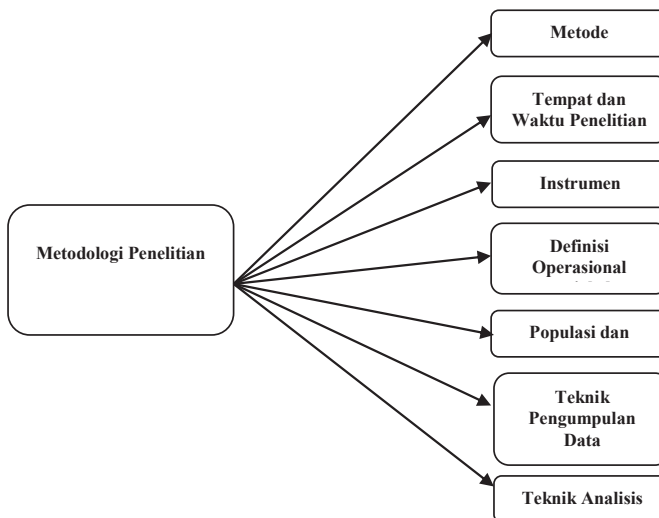 Metode
Tempat dan
Waktu Penelitian
Instrumen
Metodologi Penelitian
Definisi
Operasional
Populasi dan
Teknik
Pengumpulan
Data
Teknik Analisis